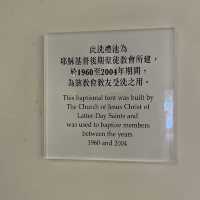 此洗禮池為
耶穌基督後期聖徒教會所建，
於1960至2004年期間，
為該教會教友受洗之用。
This baptismal font was built by
The Church of Jesus Christ of
Latter-Day Saints and
was used to baptize members
between the years
1960 and 2004